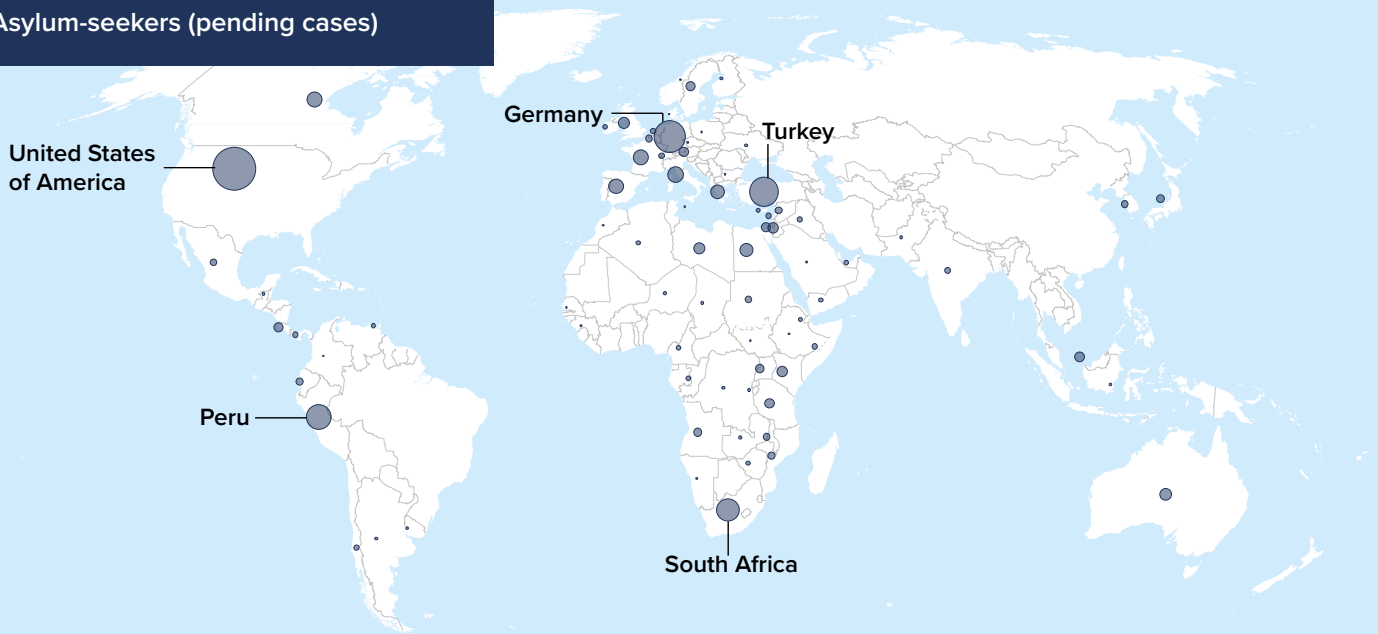 Asylum-seekers (pending cases)
Germany
Turkey
United States
of America
Peru
South Africa